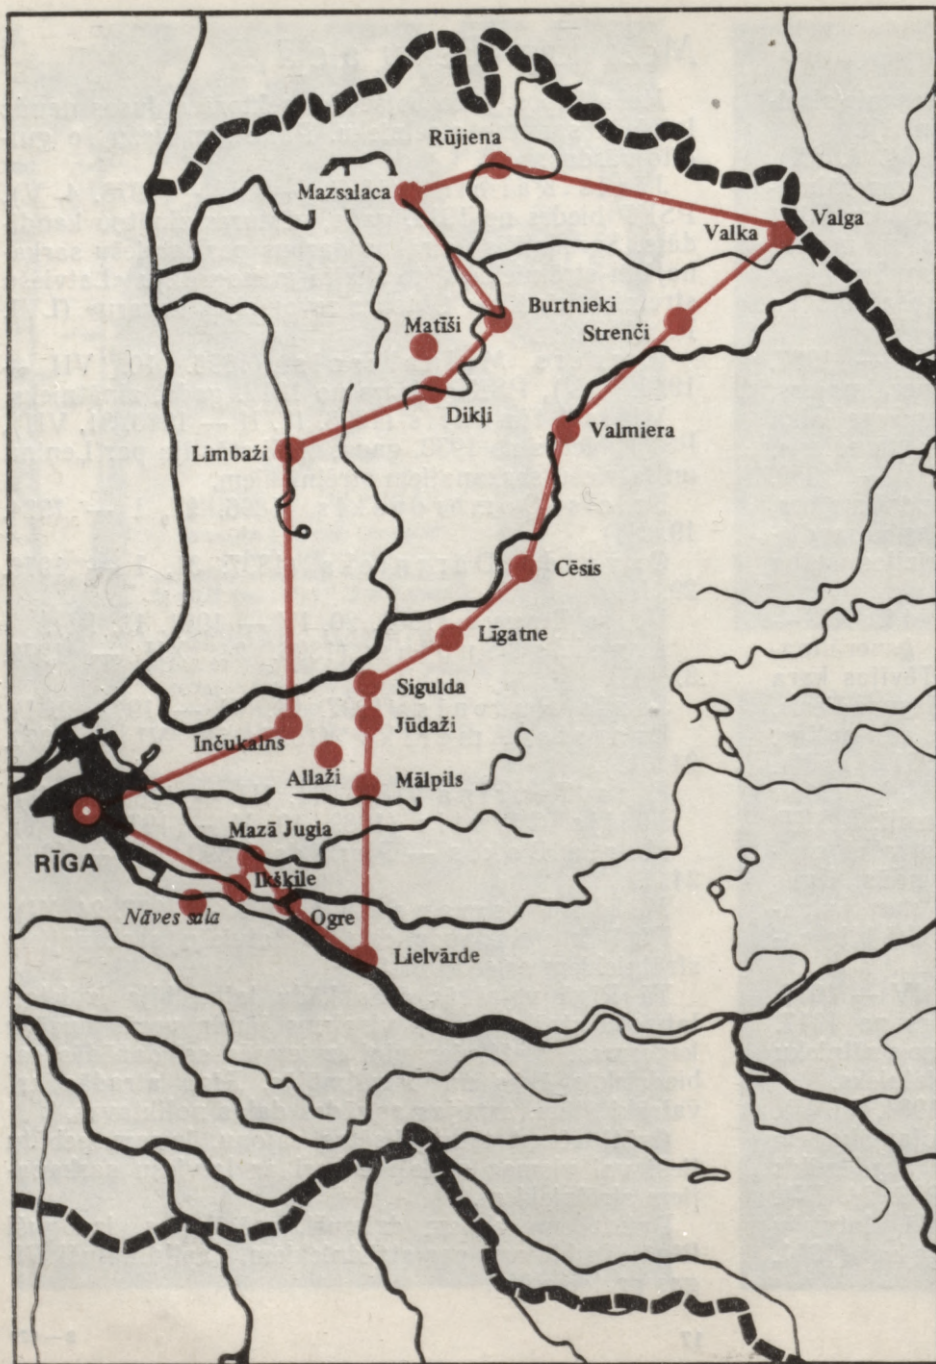 Rūjiena
Mazsalaca
Valga
Valka
Burtnieki
Strenči
Matīši
Dikļi
Valmiera
Limbaži
Cēsis
Līgatne
Sigulda
Jūdaži
Inčukalns
Allaži
Mālpils
Mazā Jugla
RĪGA
Ikšķile
Nāves sala
Ogre
Lielvārde